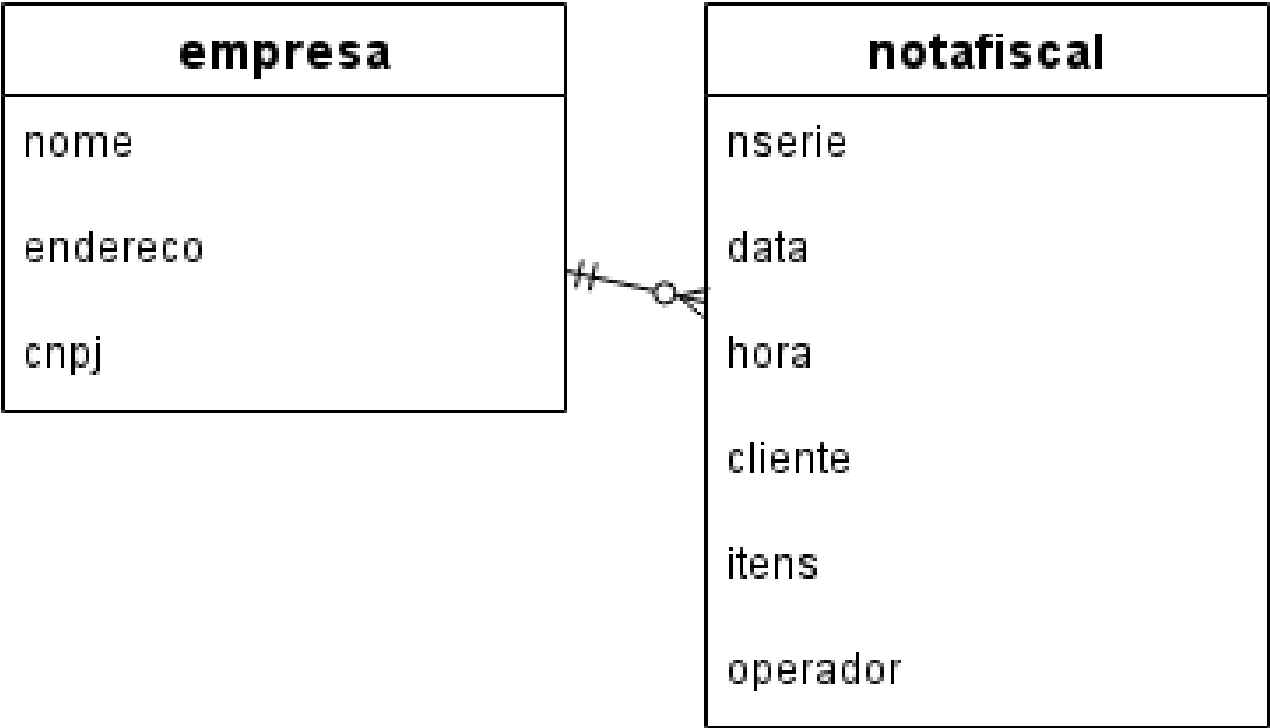 empresa
nome
endereco
cnpj
notafiscal
nserie
data
hora
cliente
itens
operador